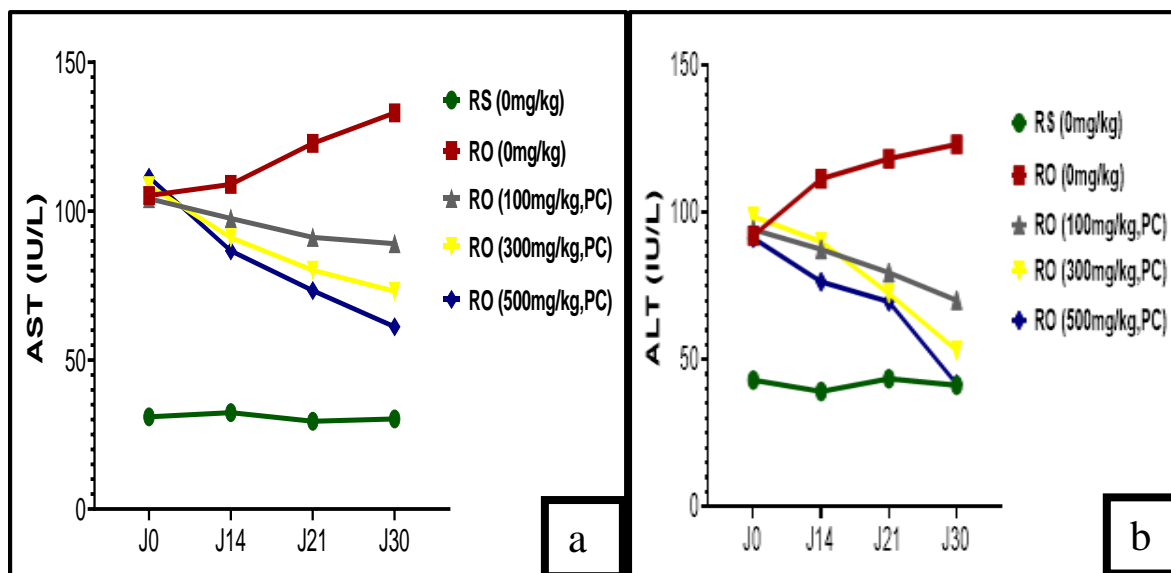 AST (IU/L)
150
100
50
0
J0 J14 J21 J30
RS (0mg/kg)
RO (0mg/kg)
RO (100mg/kg,PC)
RO (300mg/kg,PC)
RO (500mg/kg,PC)
a
ALT (IU/L)
150
100
50
0
J0 J14 J21 J30
RS (0mg/kg)
RO (0mg/kg)
RO (100mg/kg,PC)
RO (300mg/kg,PC)
RO (500mg/kg,PC)
b